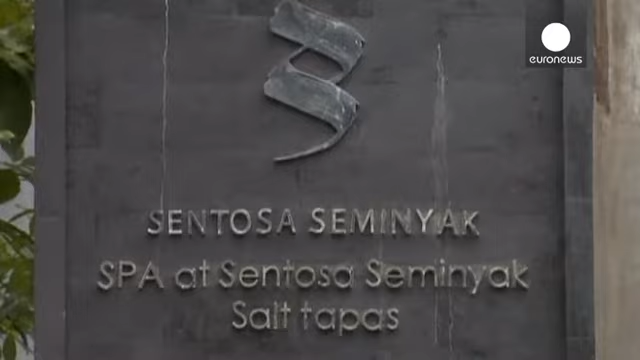 euronews
SENTOSA SEMINYAK
SPA at Sentosa Seminyak
Salt tapas